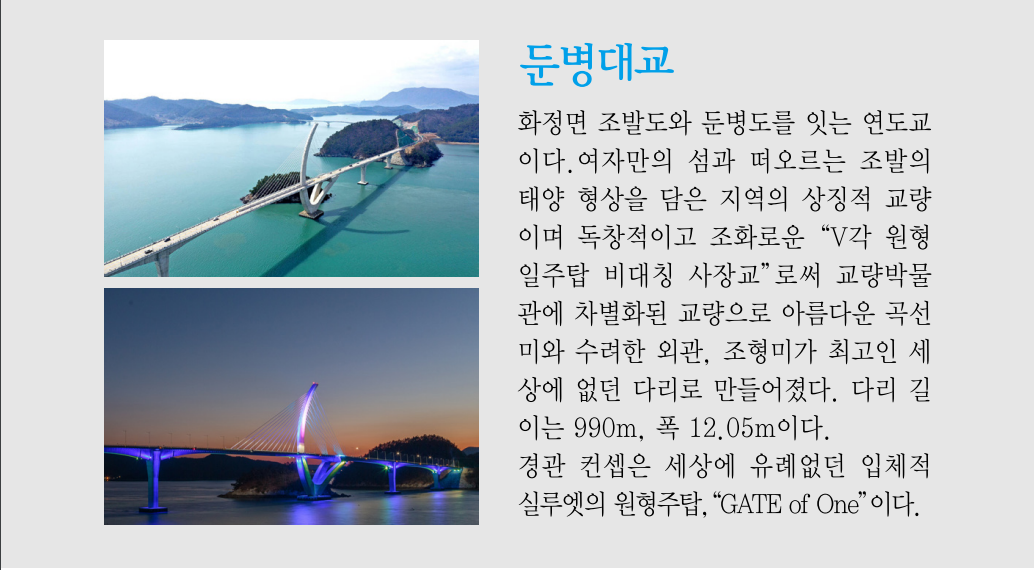 둔병대교
화정면 조발도와 둔병도를 잇는 연도교
이다.여자만의 섬과 떠오르는 조발의
태양 형상을 담은 지역의 상징적 교량
이며 독창적이고 조화로운 “V각 원형
일주탑 비대칭 사장교”로써 교량박물
관에 차별화된 교량으로 아름다운 곡선
미와 수려한 외관, 조형미가 최고인 세
상에 없던 다리로 만들어졌다. 다리 길
이는 990m, 폭 12.05m이다.
경관 컨셉은 세상에 유례없던 입체적
실루엣의 원형주탑, “GATE of One”이다.